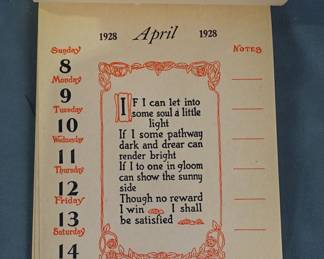 1928 April 1928
Sunday
8
Monday
9
Tuesday
10
Wednesday
11
Thursday
12
Friday
13
Saturday
14
NOTES
IF I can let into
some soul a little
light
If I some pathway
dark and drear can
render bright
If I to one in gloom
can show the sunny
side
Though no reward
I win I shall
be satisfied